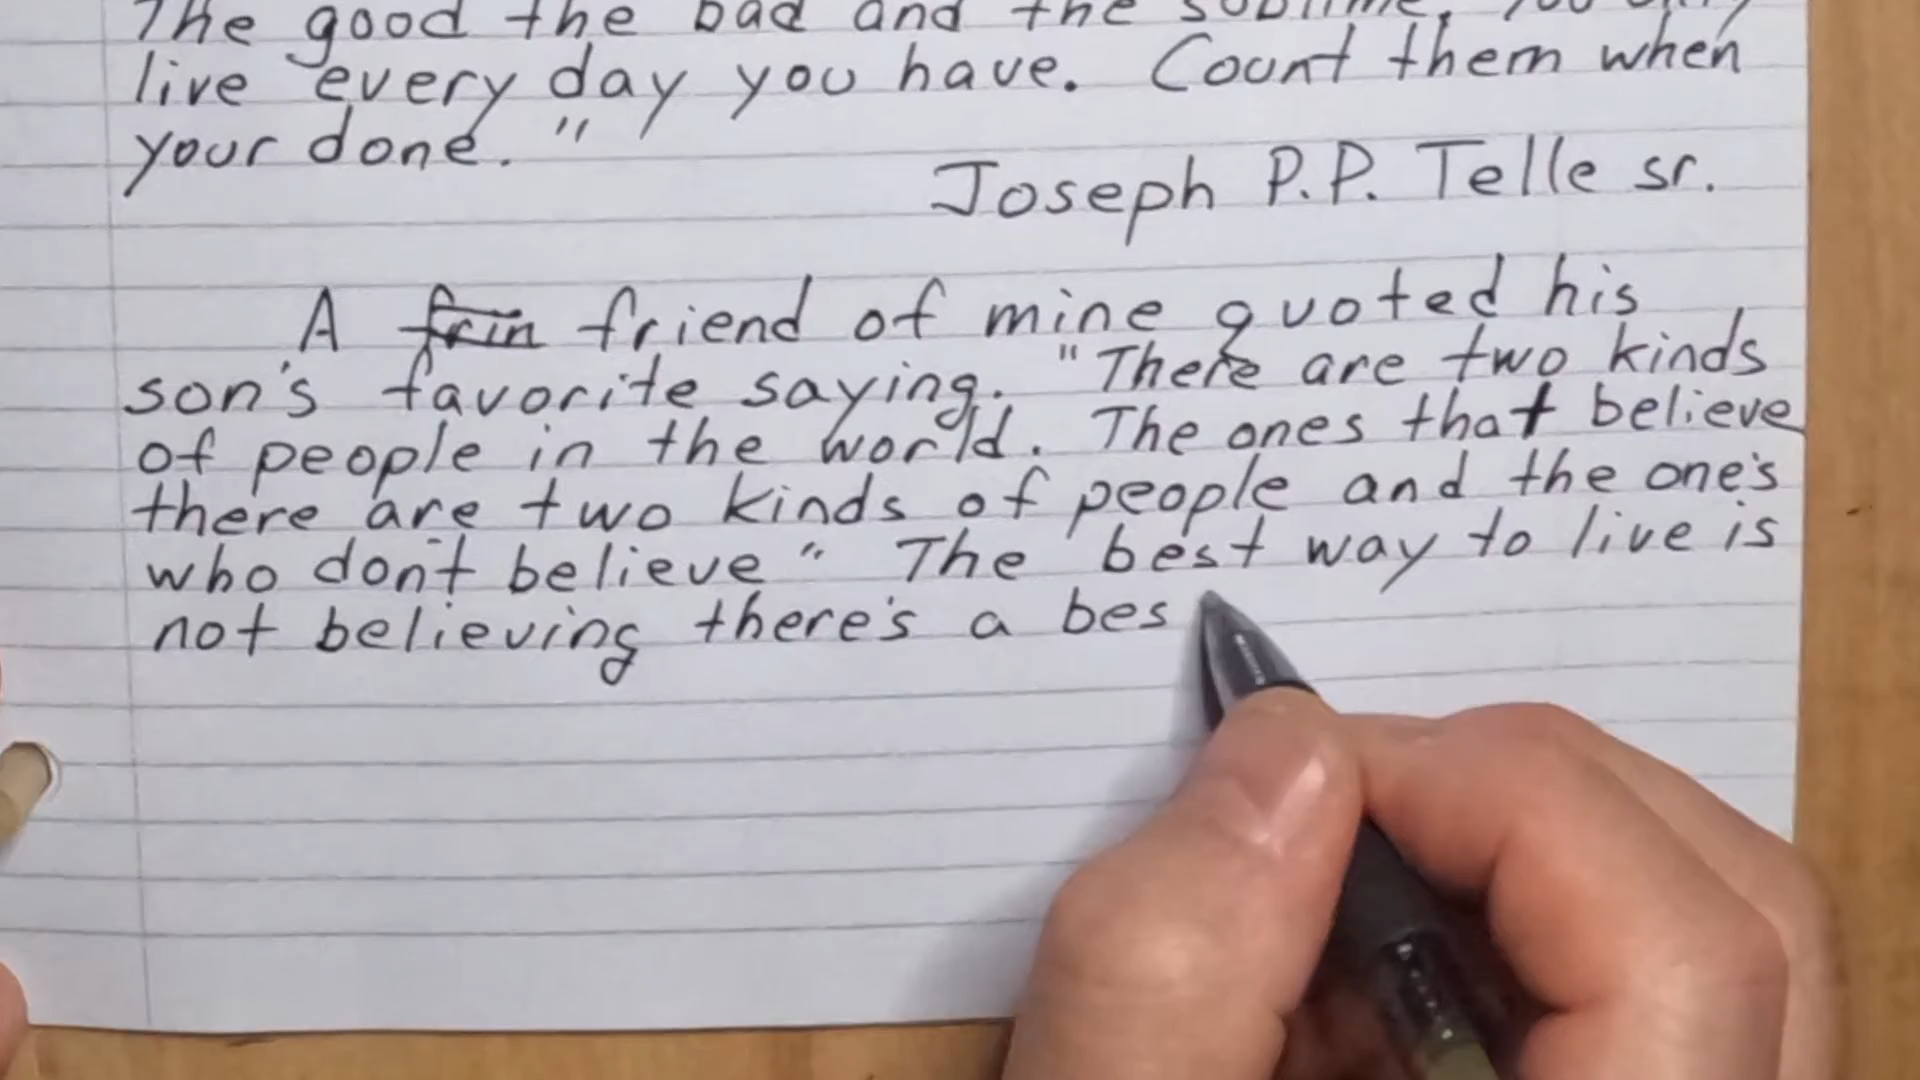 The good the bad and the sublime. You only
live every day you have. Count them when
your done."
Joseph P.P. Telle sr.
A frin friend of mine quoted his
son's favorite saying. "There are two kinds
of people in the world. The ones that believe
there are two kinds of people and the one's
who don't believe" The best way to live is
not believing there's a bes